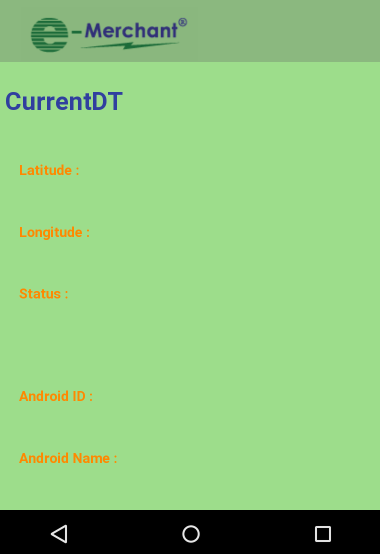 e-Merchant®
CurrentDT
Latitude :
Longitude :
Status :
Android ID :
Android Name :